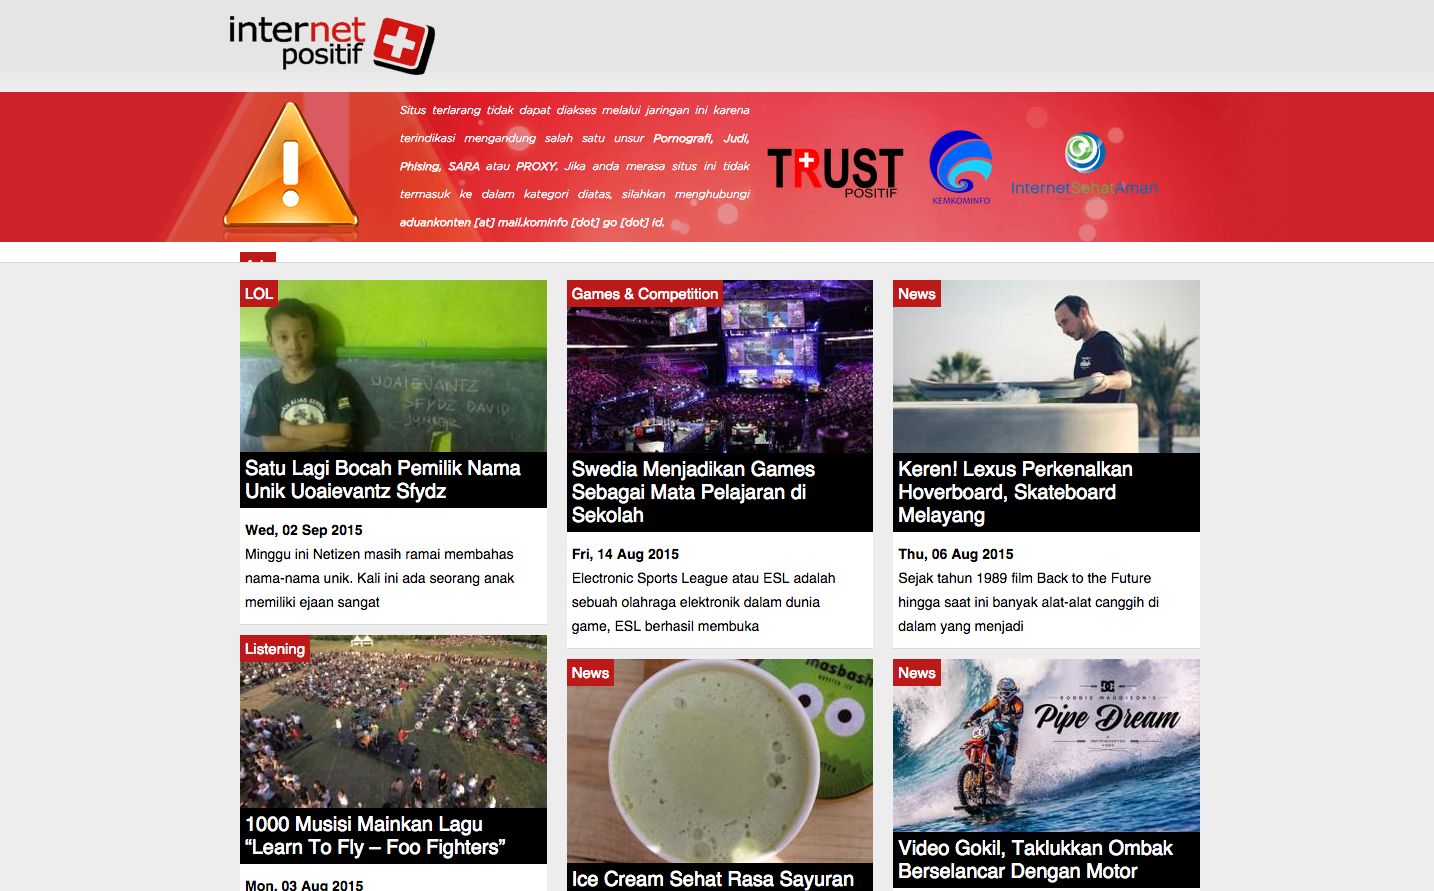 internet
positif
Situs terlarang tidak dapat diakses melalui jaringan ini karena
terindikasi mengandung salah satu unsur Pornografi, Judi,
Phising, SARA atau PROXY. Jika anda merasa situs ini tidak
termasuk ke dalam kategori diatas, silahkan menghubungi
aduankonten [at] mail.kominfo [dot] go [dot] id.
TRUST
POSITIF
KEMKOMINFO
InternetSehatAman
LOL
UOAIEVANTZ
SFYDZ DAVID
JUNIOR
Satu Lagi Bocah Pemilik Nama
Unik Uoaievantz Sfydz
Wed, 02 Sep 2015
Minggu ini Netizen masih ramai membahas
nama-nama unik. Kali ini ada seorang anak
memiliki ejaan sangat
Games & Competition
Swedia Menjadikan Games
Sebagai Mata Pelajaran di
Sekolah
Fri, 14 Aug 2015
Electronic Sports League atau ESL adalah
sebuah olahraga elektronik dalam dunia
game, ESL berhasil membuka
News
Keren! Lexus Perkenalkan
Hoverboard, Skateboard
Melayang
Thu, 06 Aug 2015
Sejak tahun 1989 film Back to the Future
hingga saat ini banyak alat-alat canggih di
dalam yang menjadi
Listening
1000 Musisi Mainkan Lagu
“Learn To Fly – Foo Fighters”
Mon, 03 Aug 2015
News
Ice Cream Sehat Rasa Sayuran
News
DC
ROBBIE MADDISON'S
Pipe Dream
Video Gokil, Taklukkan Ombak
Berselancar Dengan Motor